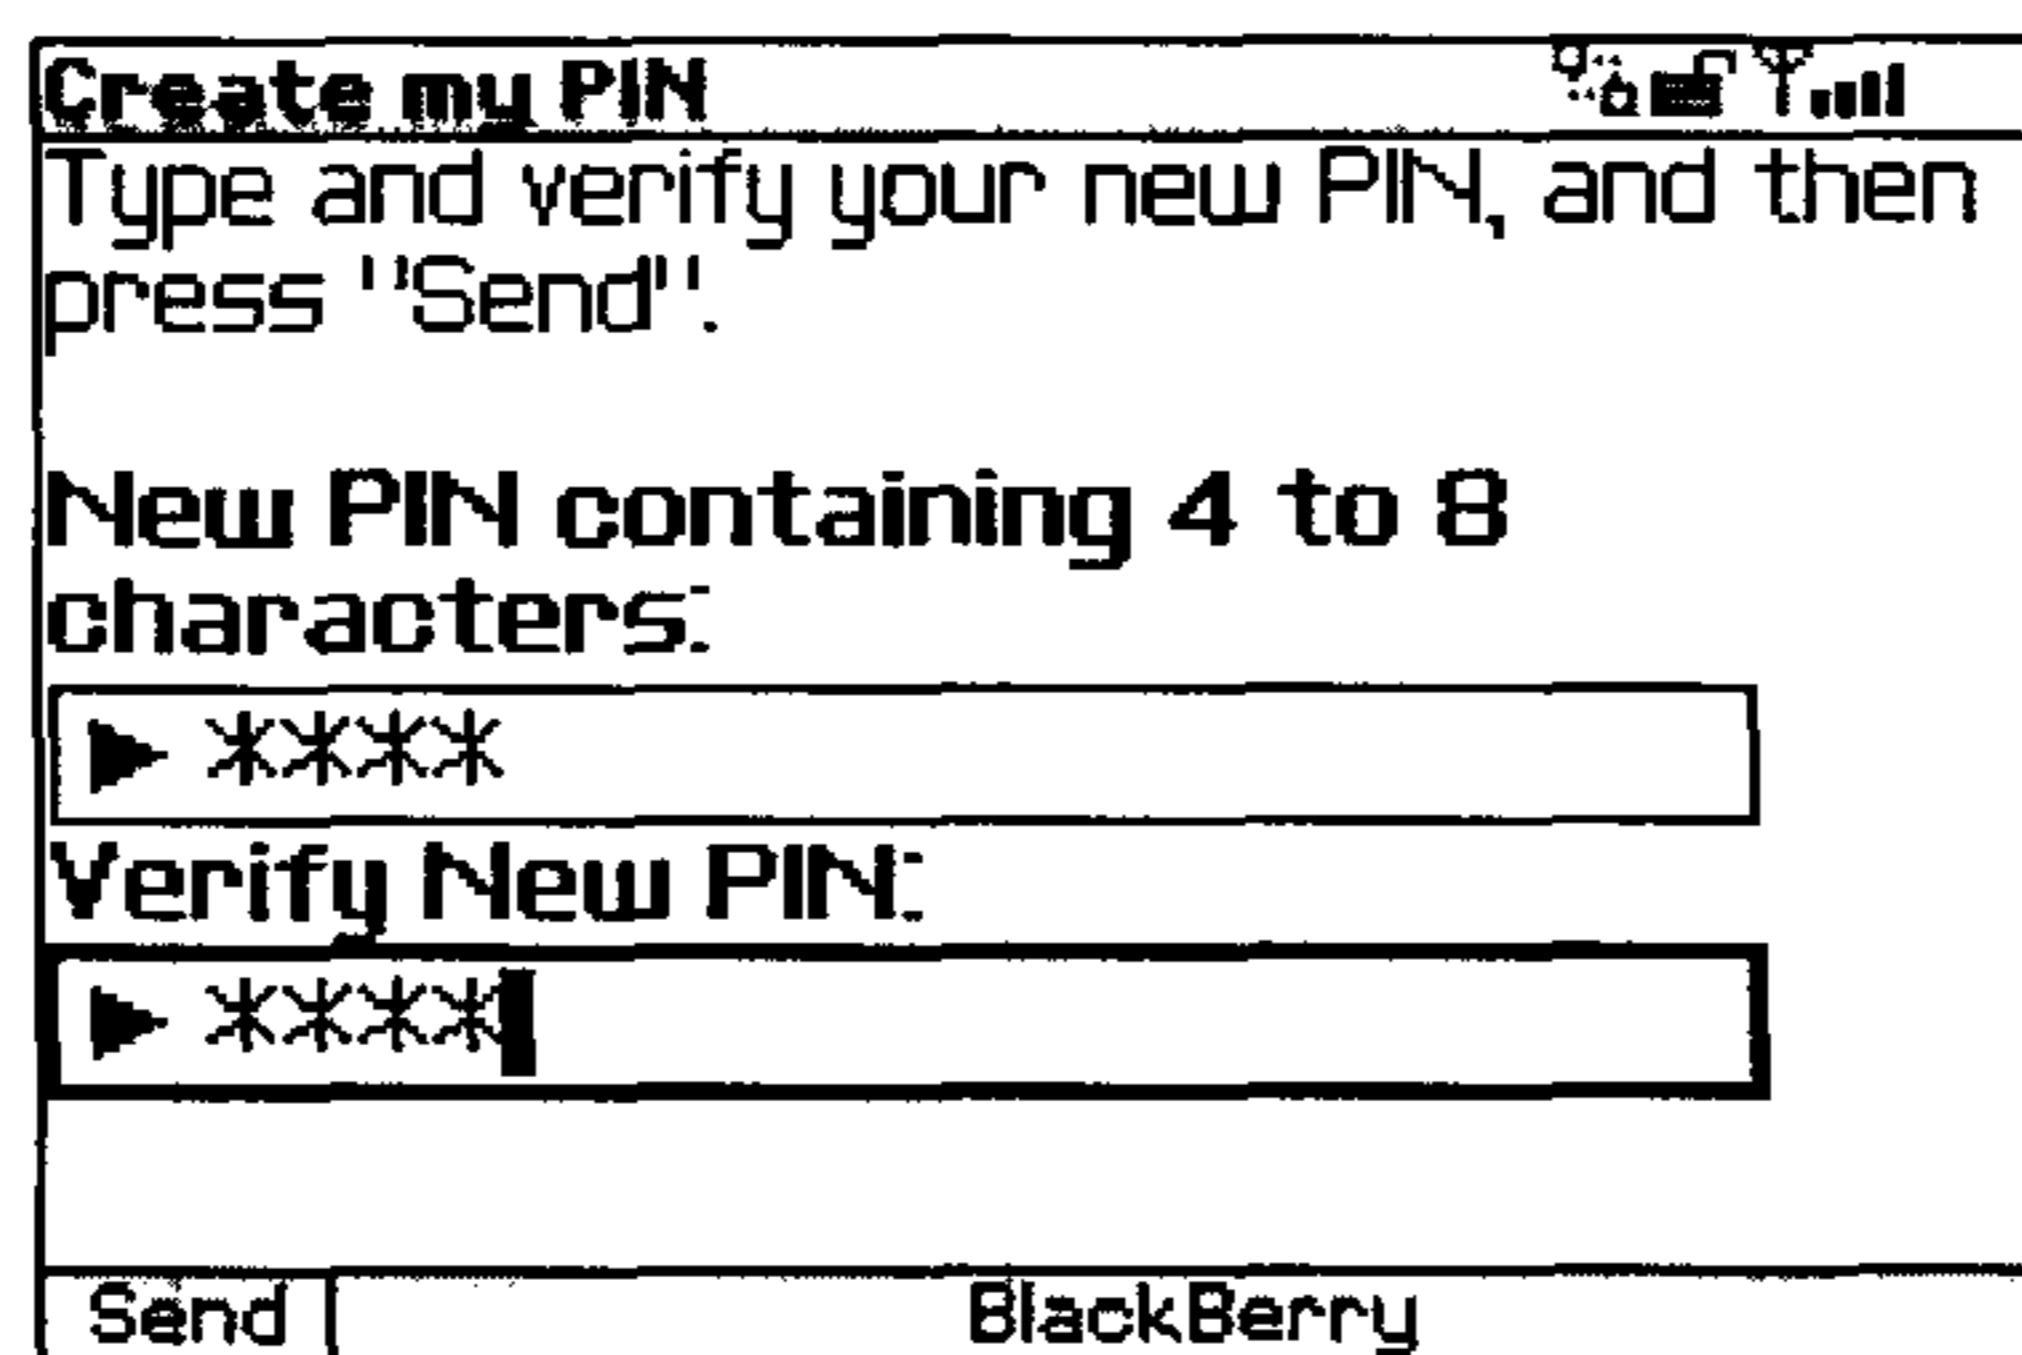 Create my PIN
Type and verify your new PIN, and then
press "Send".
New PIN containing 4 to 8
characters:
****
Verify New PIN:
****
Send BlackBerry